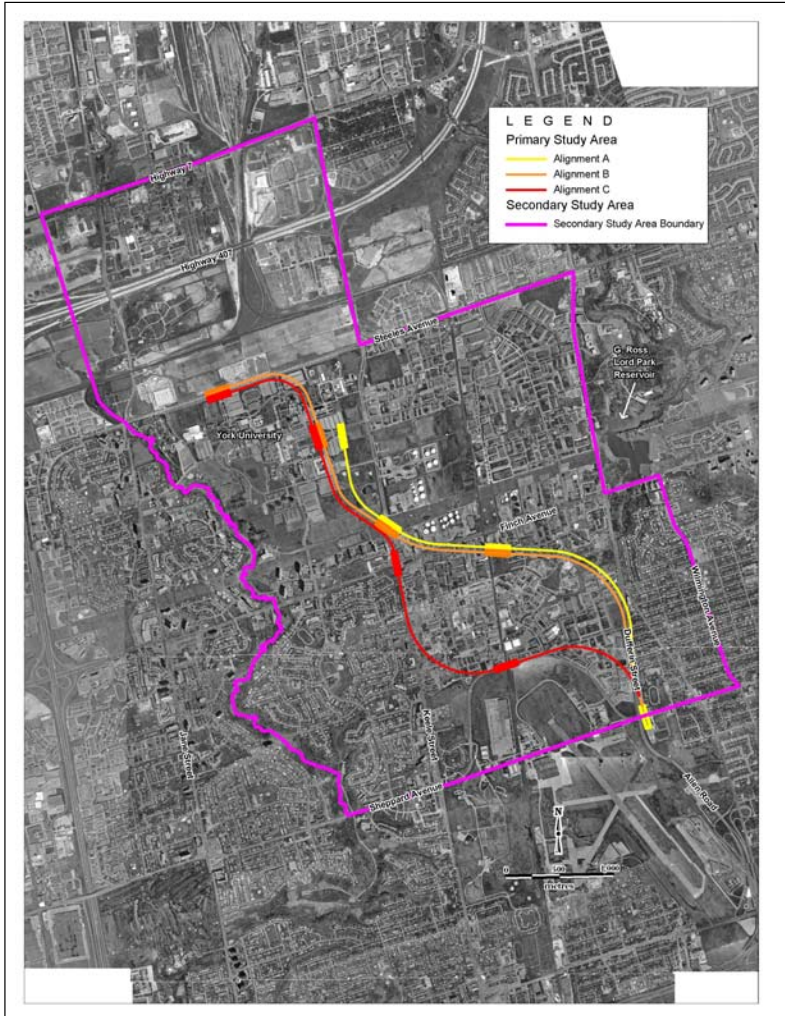 L E G E N D
Primary Study Area
Alignment A
Alignment B
Alignment C
Secondary Study Area
Secondary Study Area Boundary
Highway 7
Highway 407
Steeles Avenue
G. Ross
Lord Park
Reservoir
York University
Finch Avenue
Wilmington Avenue
Dufferin Street
Keele Street
Jane Street
Sheppard Avenue
Allen Road
N
0 500 1,000
metres